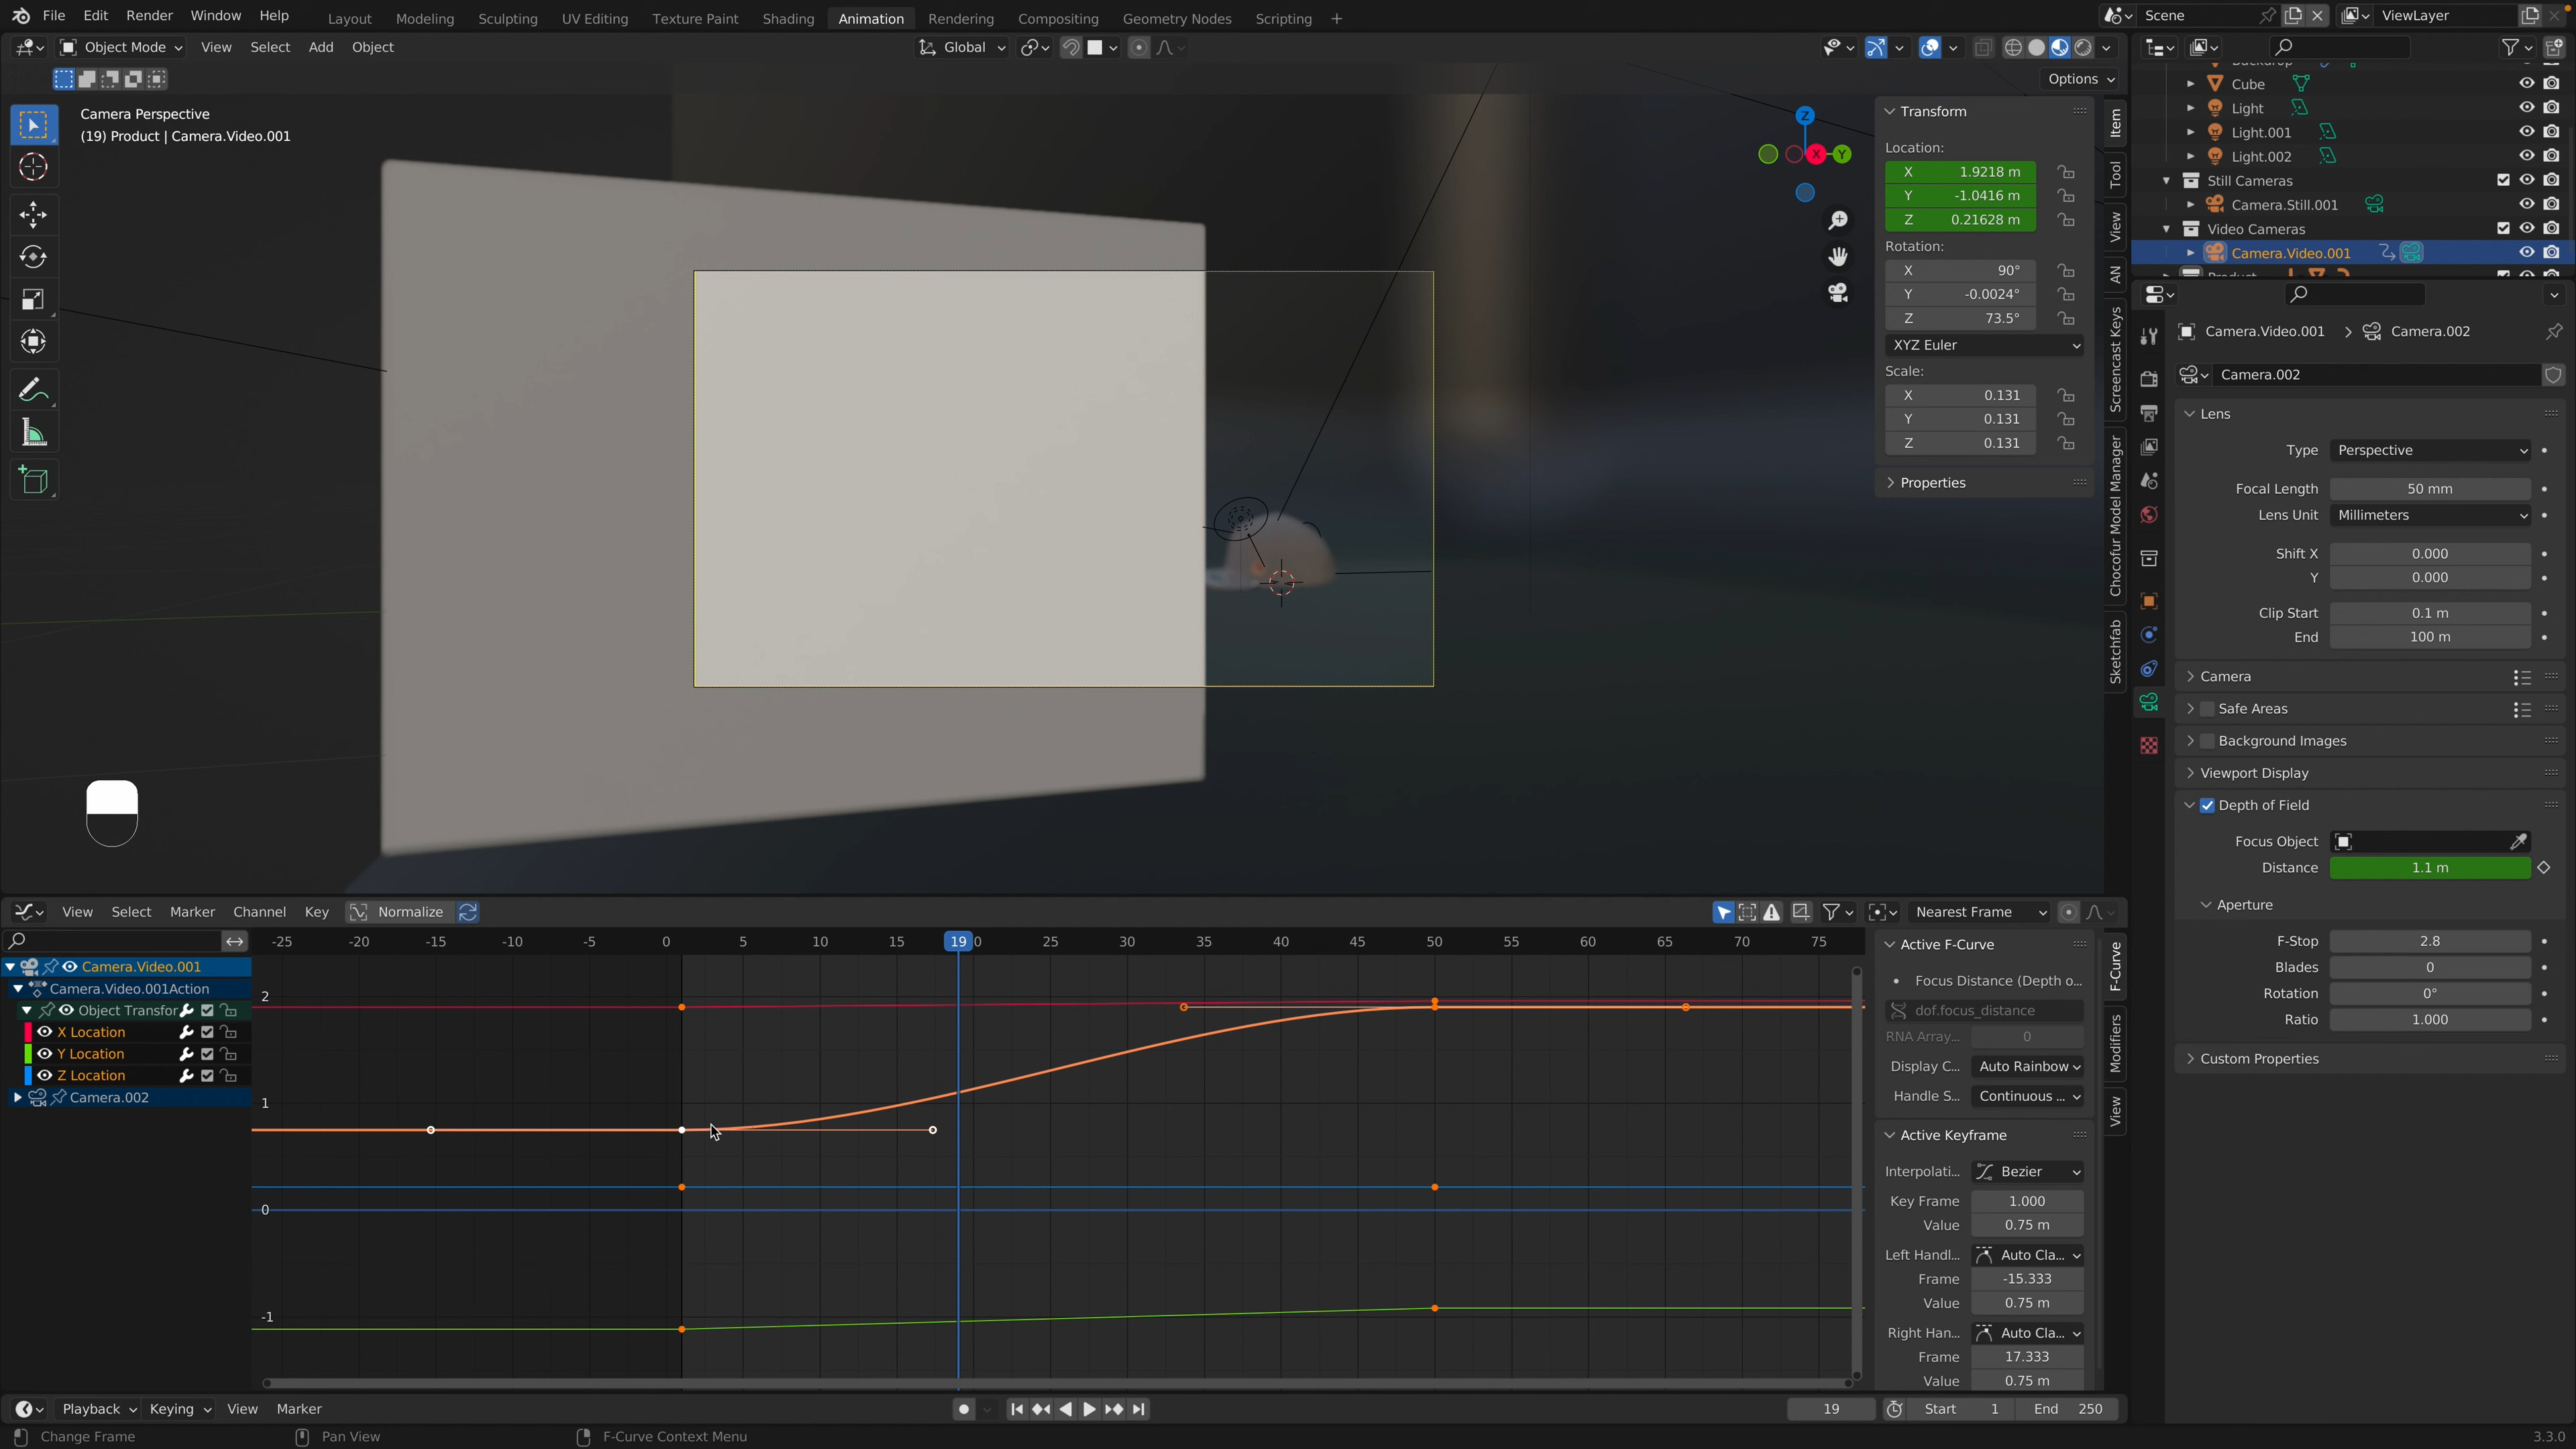 File Edit Render Window Help
Layout Modeling Sculpting UV Editing Texture Paint Shading Animation Rendering Compositing Geometry Nodes Scripting +
Scene
ViewLayer
Object Mode View Select Add Object
Global
Options
Camera Perspective
(19) Product | Camera.Video.001
Z
X
Y
Transform
Location:
X 1.9218 m
Y -1.0416 m
Z 0.21628 m
Rotation:
X 90°
Y -0.0024°
Z 73.5°
XYZ Euler
Scale:
X 0.131
Y 0.131
Z 0.131
Properties
Item
Tool
View
AN
Screencast Keys
Chocofur Model Manager
Sketchfab
Backdrop
Cube
Light
Light.001
Light.002
Still Cameras
Camera.Still.001
Video Cameras
Camera.Video.001
Product
Camera.Video.001 > Camera.002
Camera.002
Lens
Type Perspective
Focal Length 50 mm
Lens Unit Millimeters
Shift X 0.000
Y 0.000
Clip Start 0.1 m
End 100 m
Camera
Safe Areas
Background Images
Viewport Display
Depth of Field
Focus Object
Distance 1.1 m
Aperture
F-Stop 2.8
Blades 0
Rotation 0°
Ratio 1.000
Custom Properties
View Select Marker Channel Key Normalize
Nearest Frame
-25 -20 -15 -10 -5 0 5 10 15 19 0 25 30 35 40 45 50 55 60 65 70 75
Camera.Video.001
Camera.Video.001Action
Object Transfor
X Location
Y Location
Z Location
Camera.002
2
1
0
-1
Active F-Curve
Focus Distance (Depth o...
dof.focus_distance
RNA Array... 0
Display C... Auto Rainbow
Handle S... Continuous ...
Active Keyframe
Interpolati... Bezier
Key Frame 1.000
Value 0.75 m
Left Handl... Auto Cla...
Frame -15.333
Value 0.75 m
Right Han... Auto Cla...
Frame 17.333
Value 0.75 m
F-Curve
Modifiers
View
Playback Keying View Marker
19
Start 1 End 250
Change Frame
Pan View
F-Curve Context Menu
3.3.0